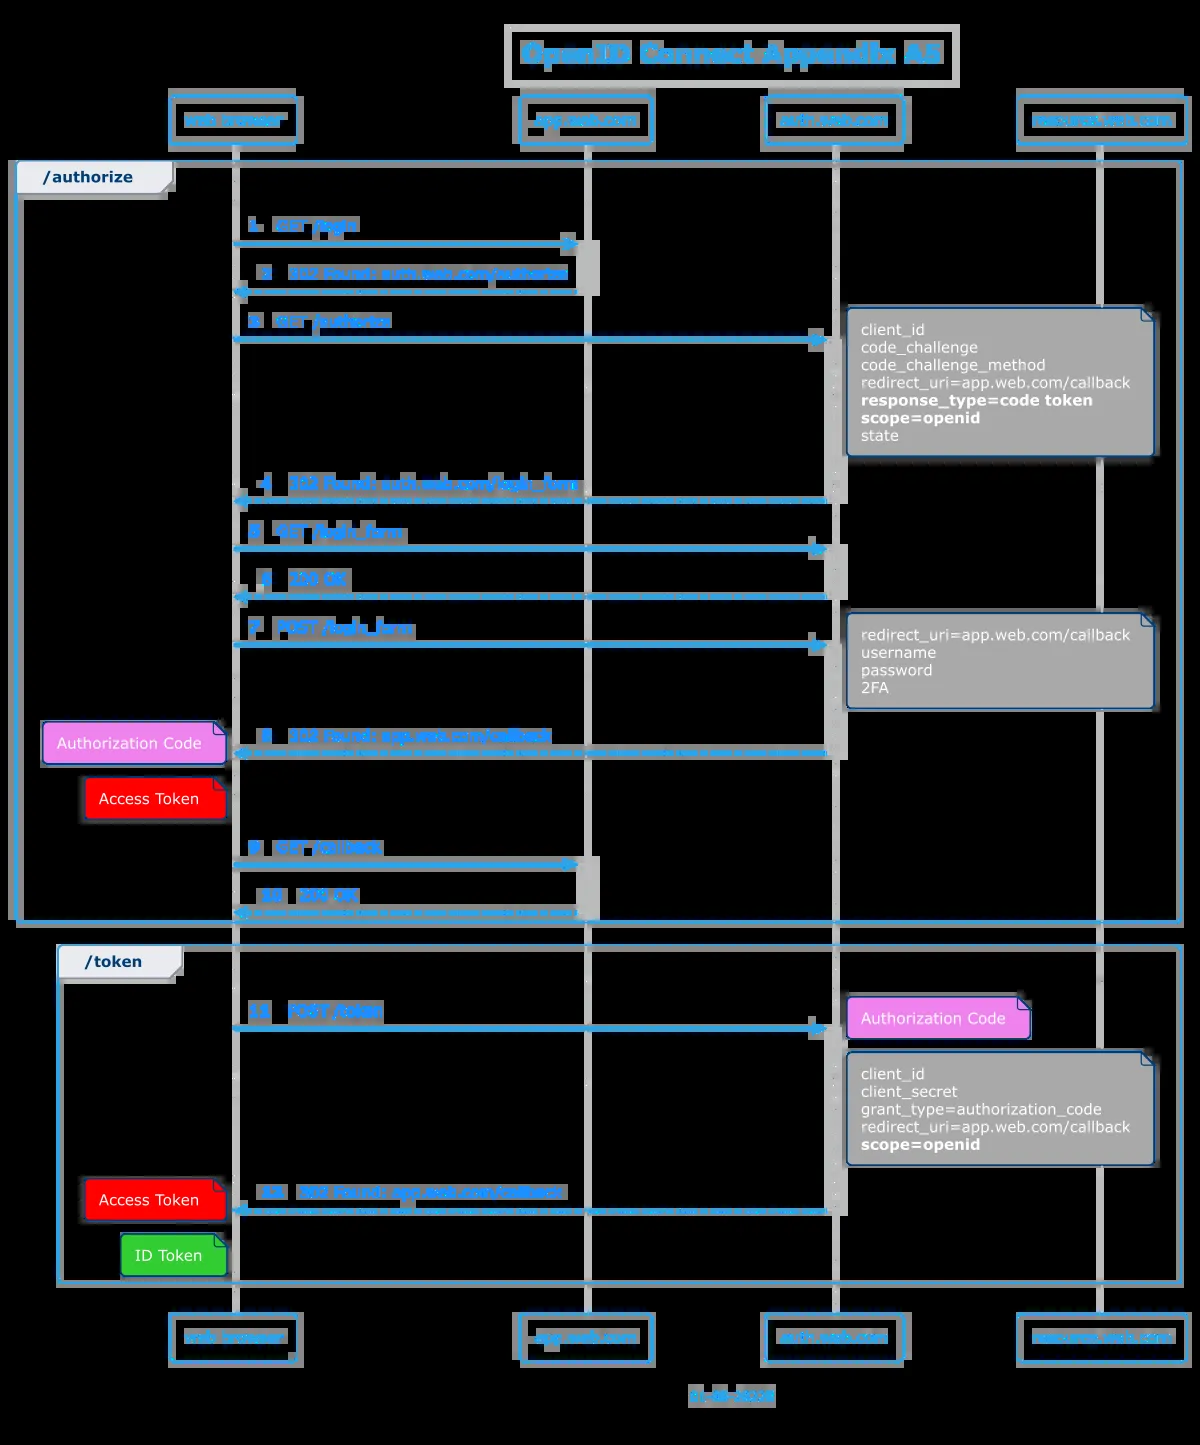 OpenID Connect Appendix A5
web browser
app.web.com
auth.web.com
resource.web.com
/authorize
1 GET /login
2 302 Found: auth.web.com/authorize
3 GET /authorize
client_id
code_challenge
code_challenge_method
redirect_uri=app.web.com/callback
response_type=code token
scope=openid
state
4 302 Found: auth.web.com/login_form
5 GET /login_form
6 200 OK
7 POST /login_form
redirect_uri=app.web.com/callback
username
password
2FA
8 302 Found: app.web.com/callback
Authorization Code
Access Token
9 GET /callback
10 200 OK
/token
11 POST /token
Authorization Code
client_id
client_secret
grant_type=authorization_code
redirect_uri=app.web.com/callback
scope=openid
12 302 Found: app.web.com/callback
Access Token
ID Token
web browser
app.web.com
auth.web.com
resource.web.com